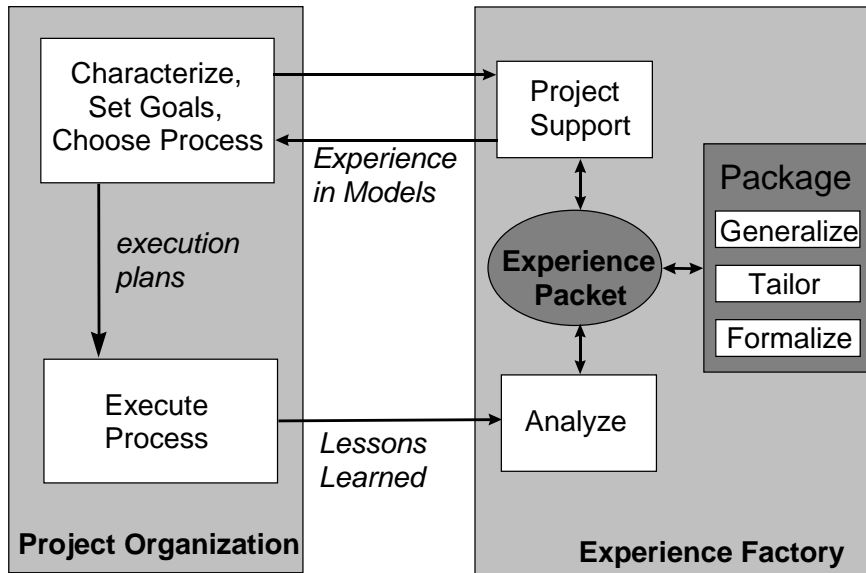 Characterize,
Set Goals,
Choose Process
Project
Support
Experience
in Models
Package
Generalize
Tailor
Formalize
execution
plans
Experience
Packet
Execute
Process
Analyze
Lessons
Learned
Project Organization
Experience Factory